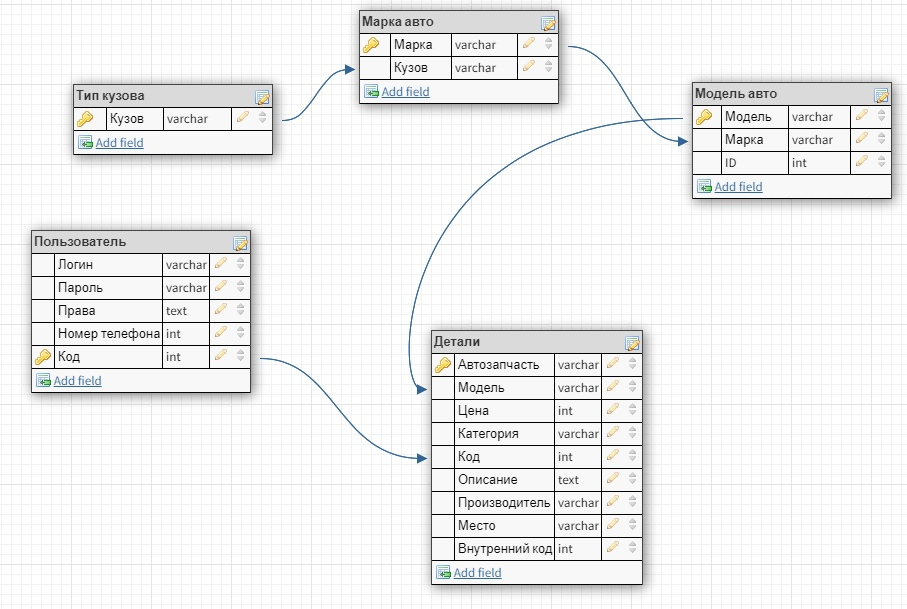 Марка авто
Марка varchar
Кузов varchar
Add field
Тип кузова
Кузов varchar
Add field
Модель авто
Модель varchar
Марка varchar
ID int
Add field
Пользователь
Логин varchar
Пароль varchar
Права text
Номер телефона int
Код int
Add field
Детали
Автозапчасть varchar
Модель varchar
Цена int
Категория varchar
Код int
Описание text
Производитель varchar
Место varchar
Внутренний код int
Add field